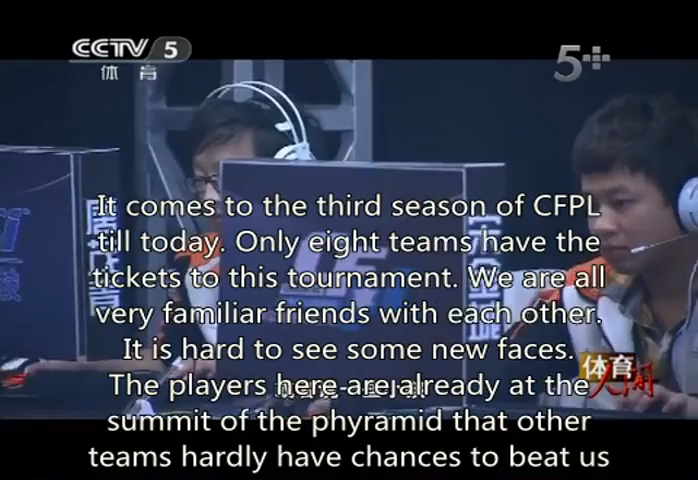 CCTV 5
体育
5+
It comes to the third season of CFPL
till today. Only eight teams have the
tickets to this tournament. We are all
very familiar friends with each other.
It is hard to see some new faces.
The players here are already at the
summit of the phyramid that other
teams hardly have chances to beat us
体育
人间
CF